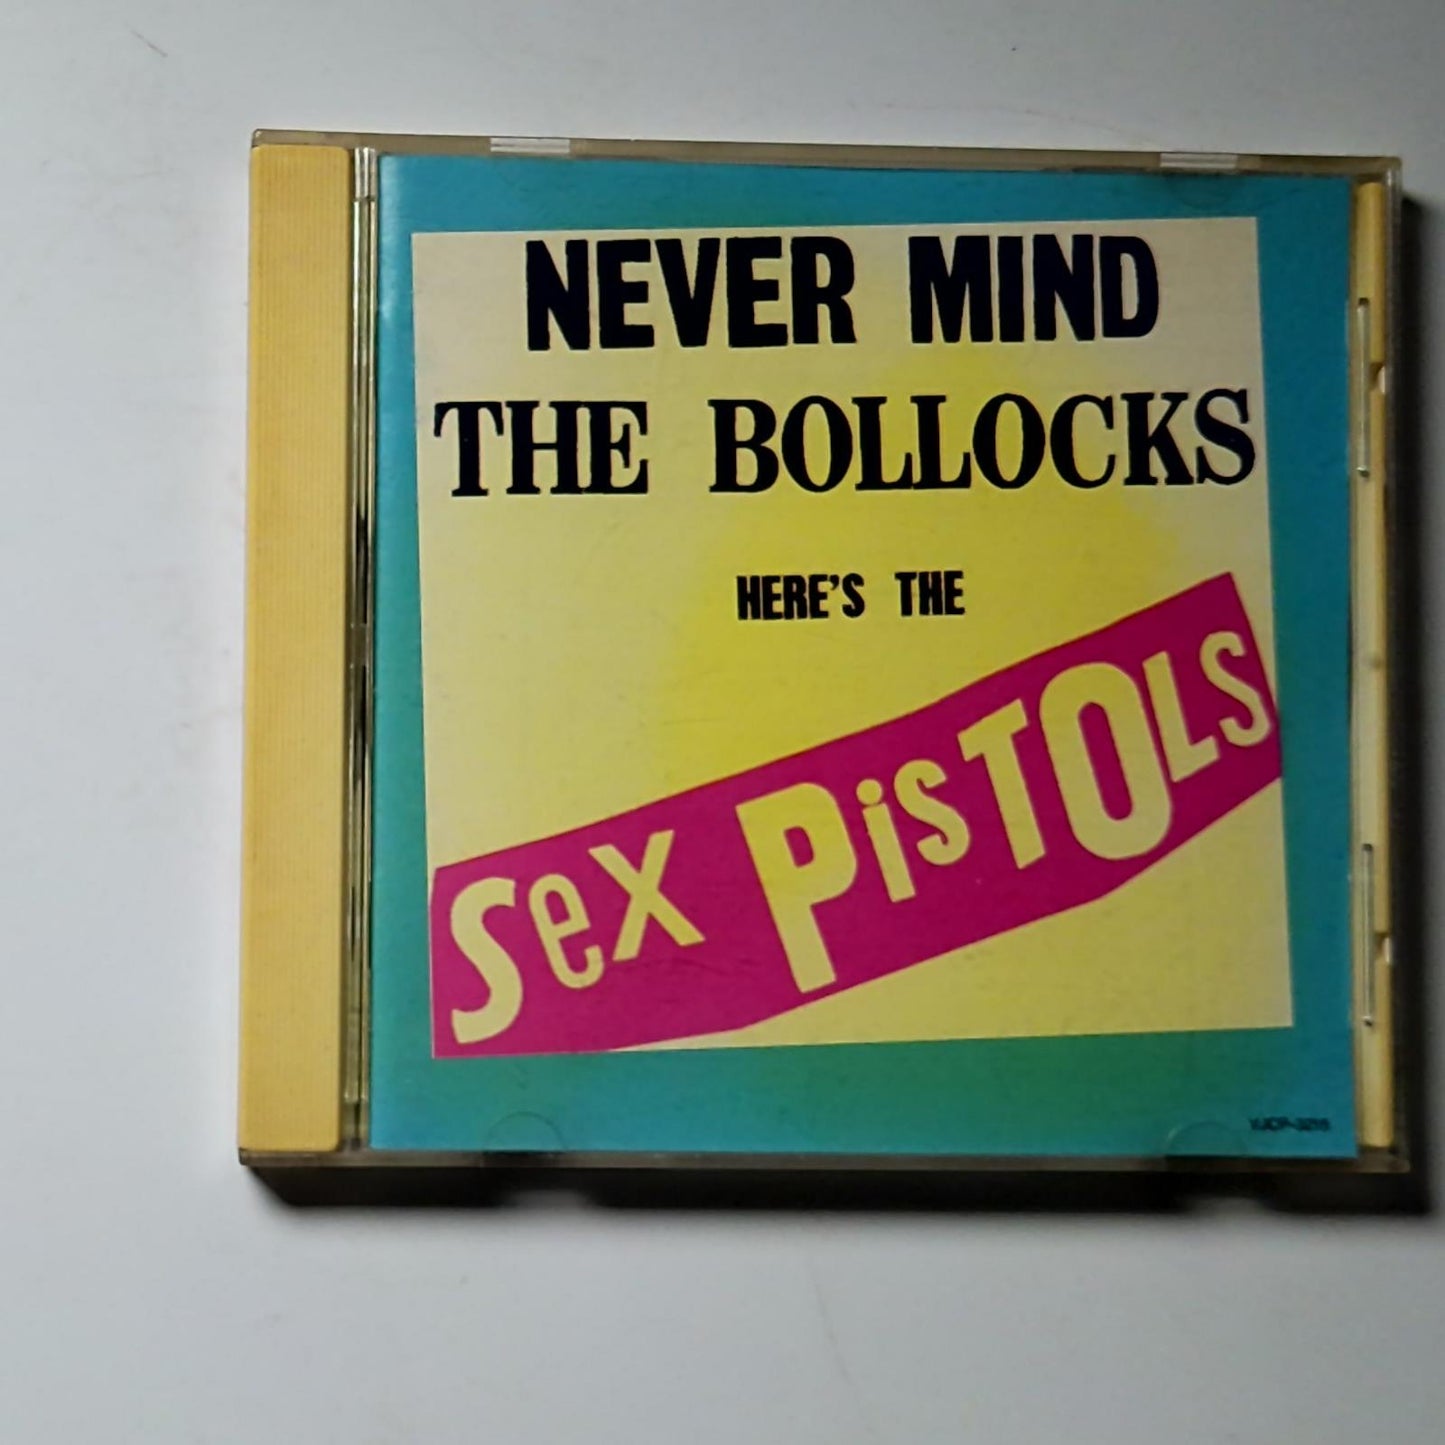 NEVER MIND
THE BOLLOCKS
HERE'S THE
Sex PisTOLS